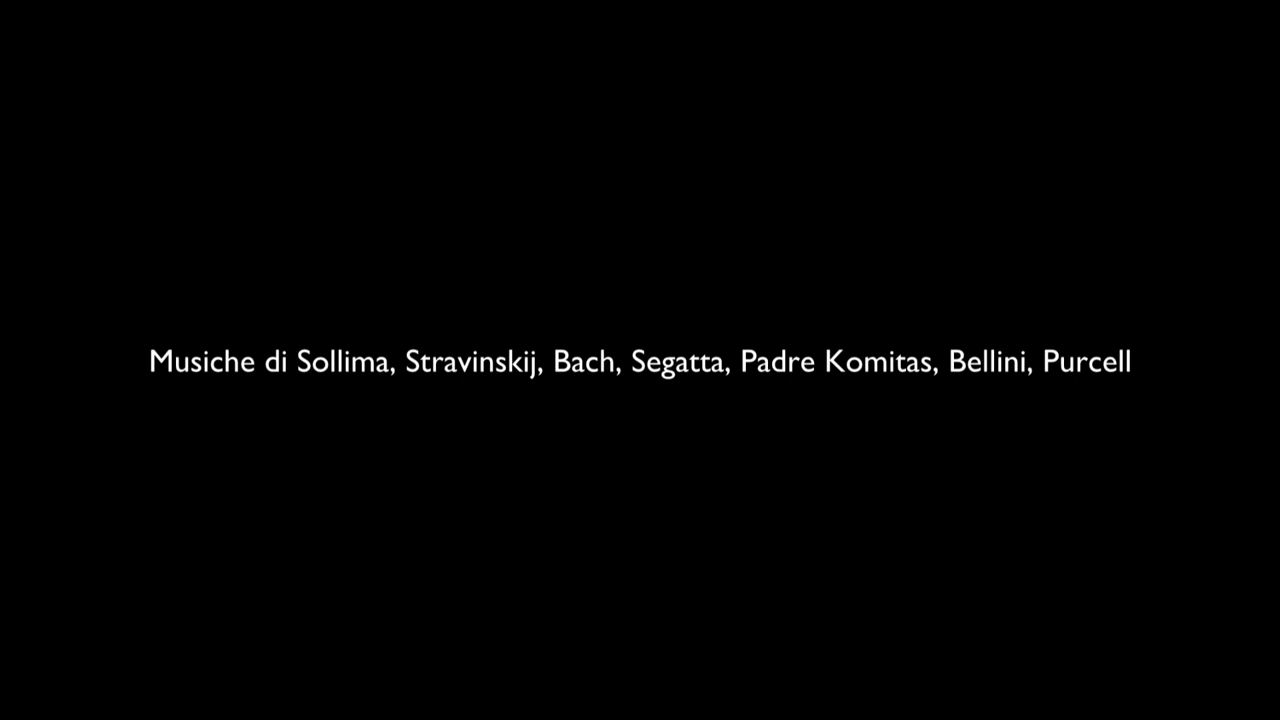 Musiche di Sollima, Stravinskij, Bach, Segatta, Padre Komitas, Bellini, Purcell